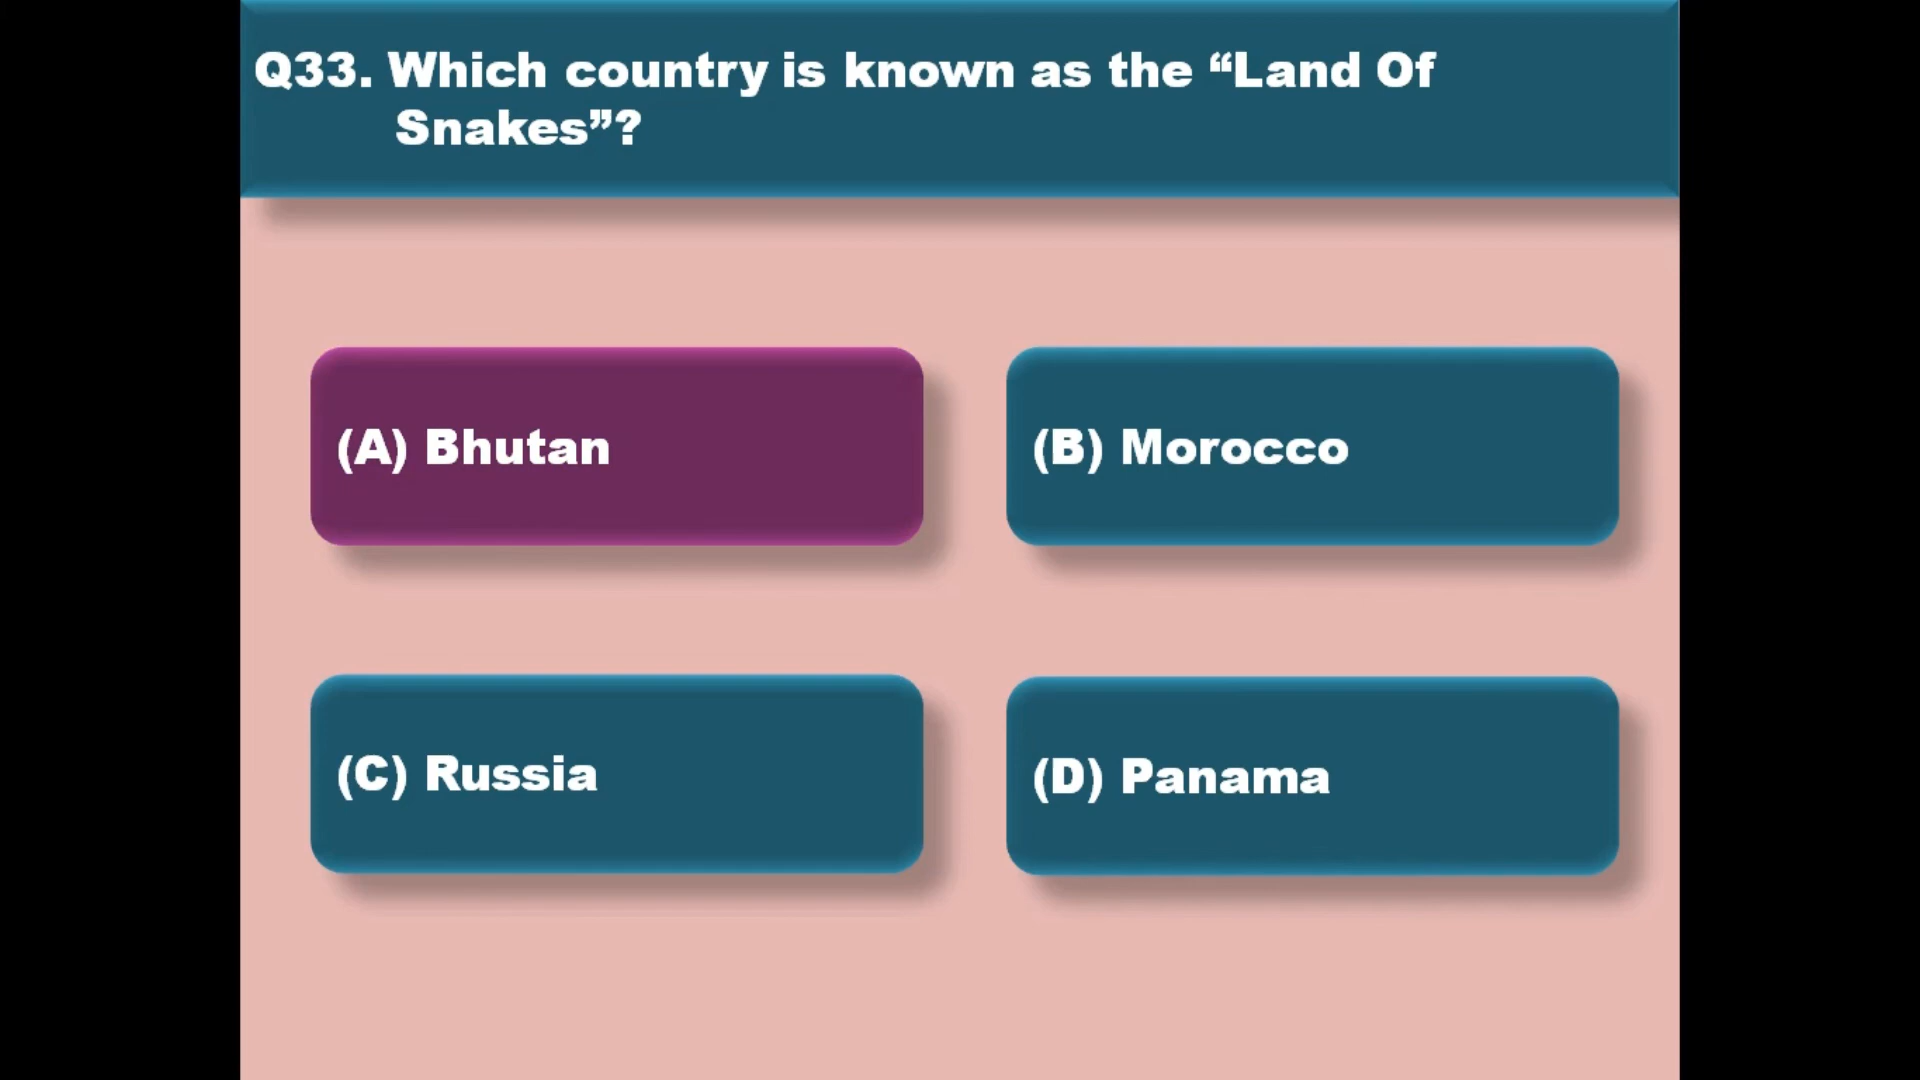 Q33. Which country is known as the “Land Of
Snakes”?
(A) Bhutan
(B) Morocco
(C) Russia
(D) Panama